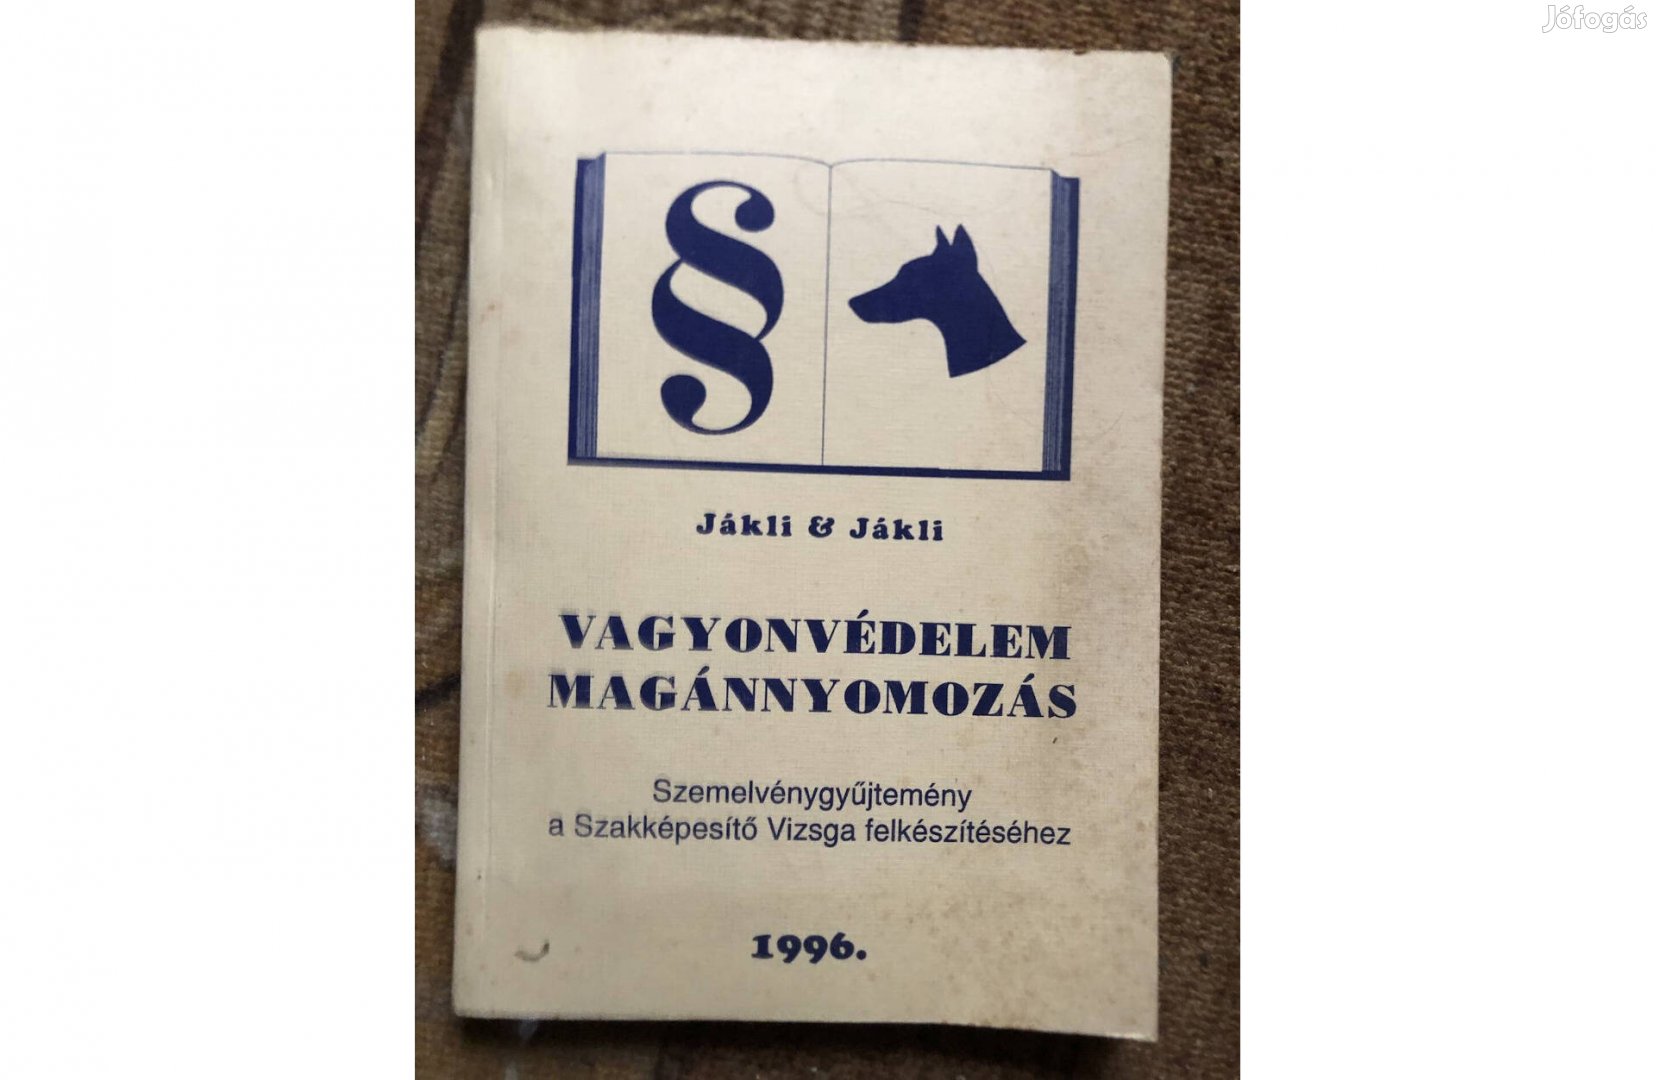 Jófogás
§
Jákli & Jákli
VAGYONVÉDELEM
MAGÁNNYOMOZÁS
Szemelvénygyűjtemény
a Szakképesítő Vizsga felkészítéséhez
1996.